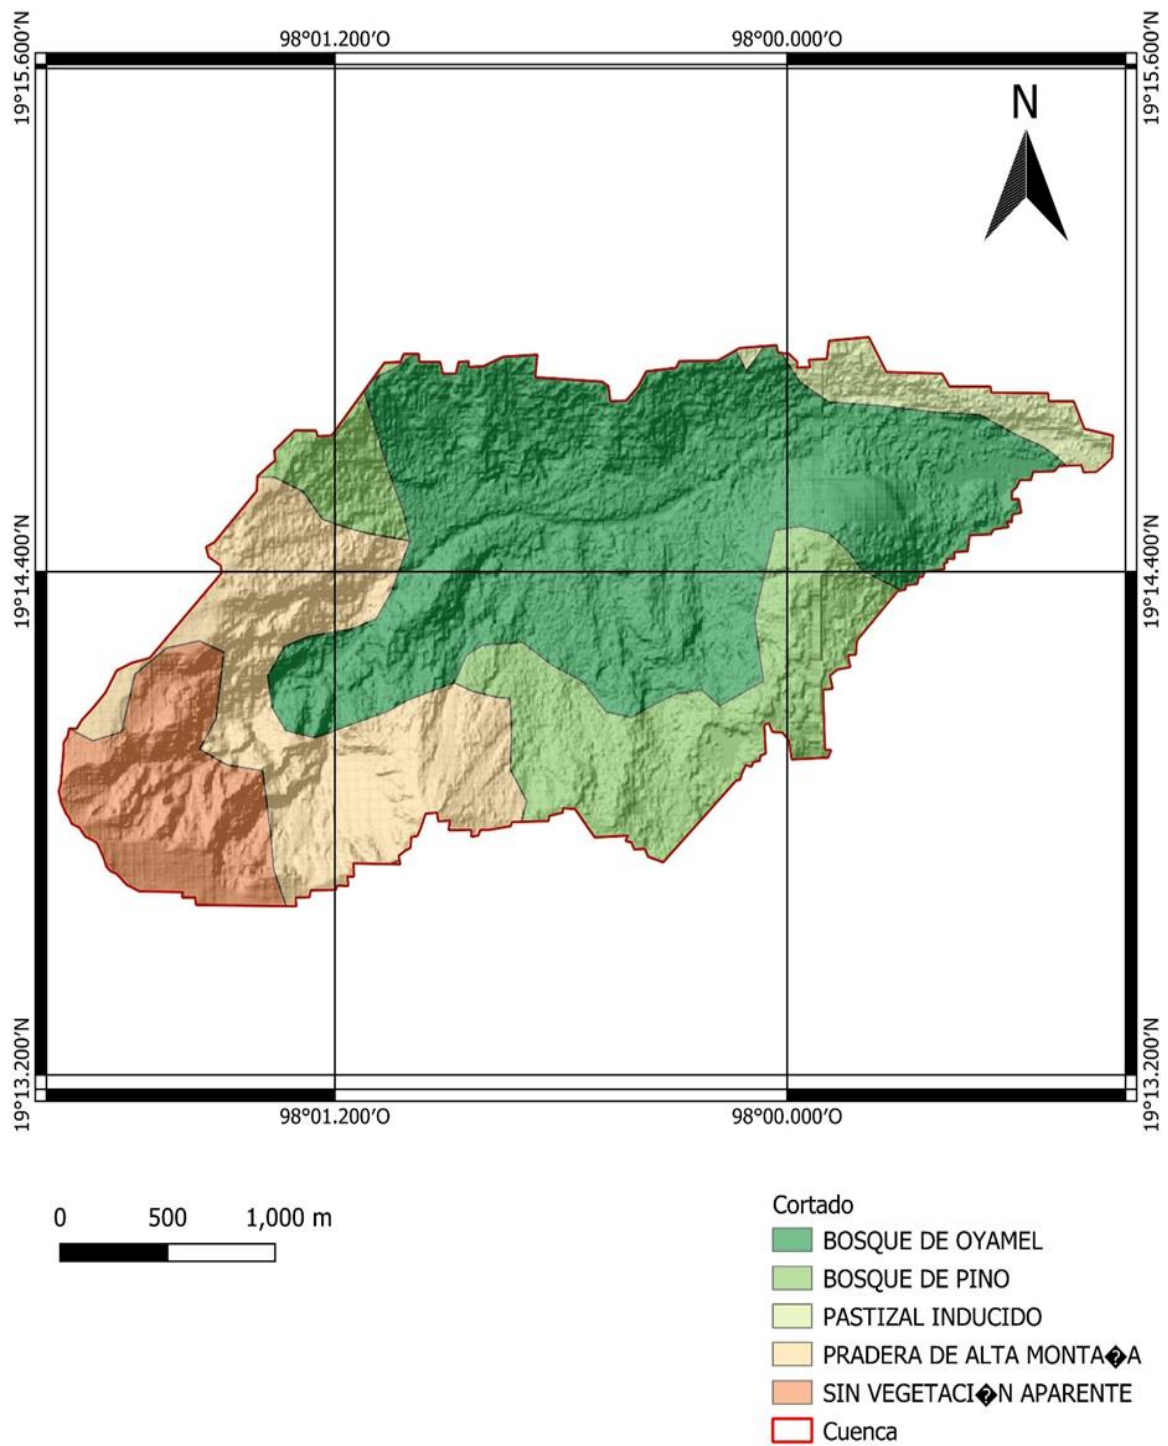 98°01.200'O 98°00.000'O
19°15.600'N 19°15.600'N
N
19°14.400'N 19°14.400'N
19°13.200'N 19°13.200'N
98°01.200'O 98°00.000'O
0 500 1,000 m
Cortado
BOSQUE DE OYAMEL
BOSQUE DE PINO
PASTIZAL INDUCIDO
PRADERA DE ALTA MONTA�A
SIN VEGETACI�N APARENTE
Cuenca